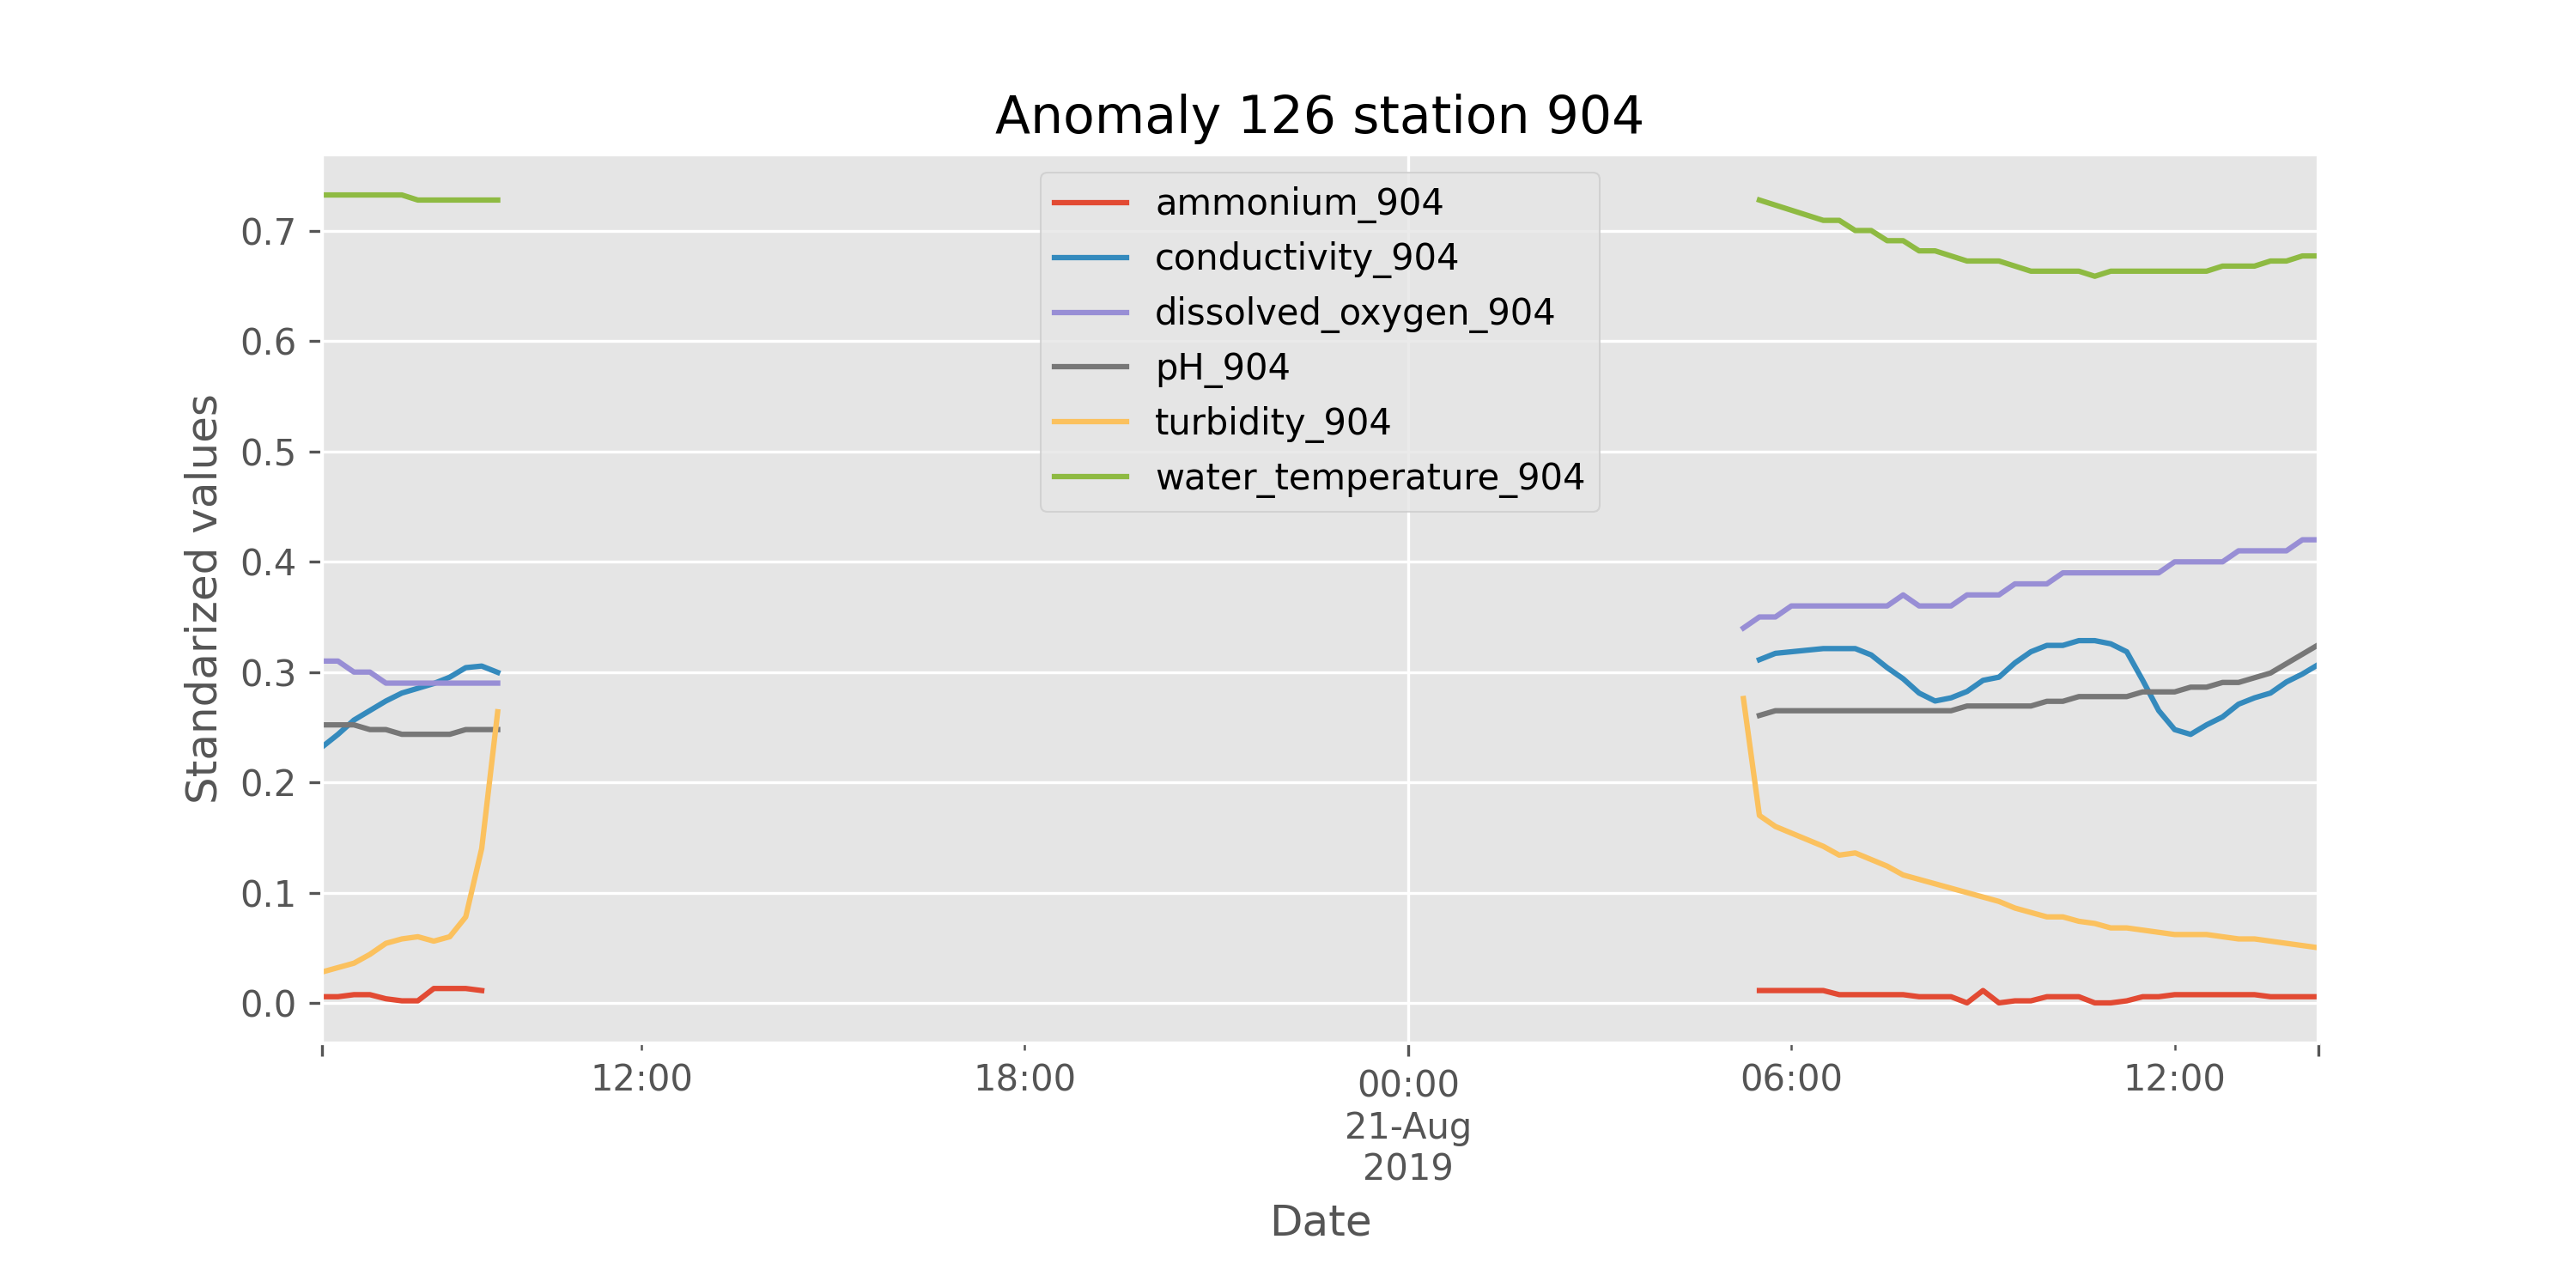 Anomaly 126 station 904
ammonium_904
conductivity_904
dissolved_oxygen_904
pH_904
turbidity_904
water_temperature_904
Standarized values
0.7
0.6
0.5
0.4
0.3
0.2
0.1
0.0
12:00
18:00
00:00
06:00
12:00
21-Aug
2019
Date